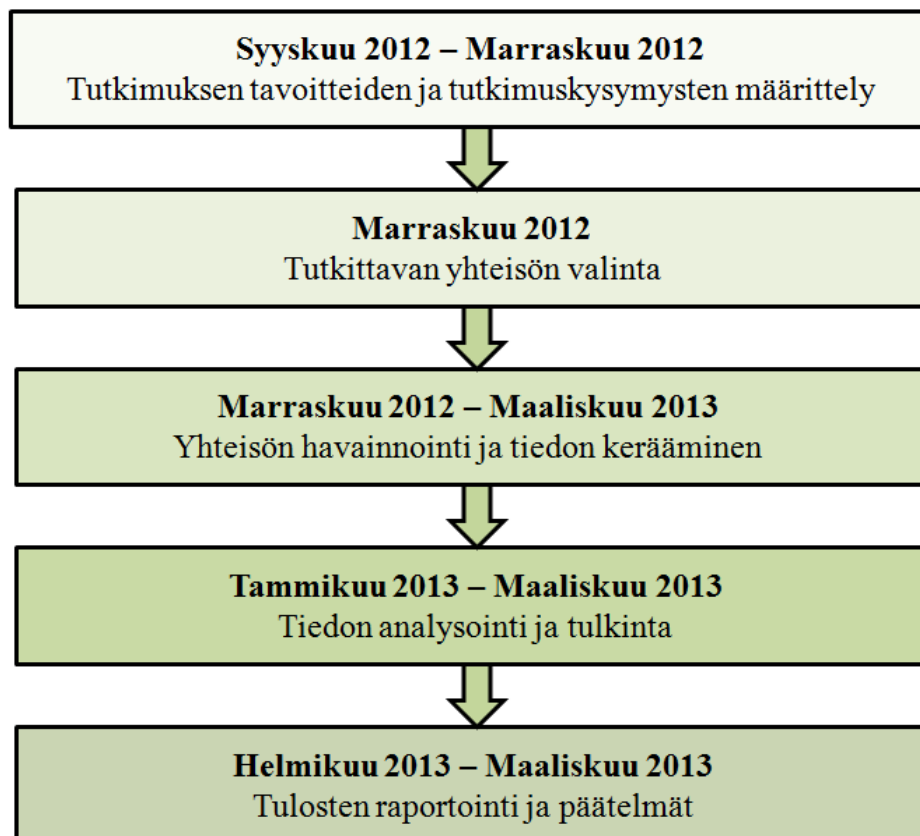 Syyskuu 2012 – Marraskuu 2012
Tutkimuksen tavoitteiden ja tutkimuskysymysten määrittely
Marraskuu 2012
Tutkittavan yhteisön valinta
Marraskuu 2012 – Maaliskuu 2013
Yhteisön havainnointi ja tiedon kerääminen
Tammikuu 2013 – Maaliskuu 2013
Tiedon analysointi ja tulkinta
Helmikuu 2013 – Maaliskuu 2013
Tulosten raportointi ja päätelmät